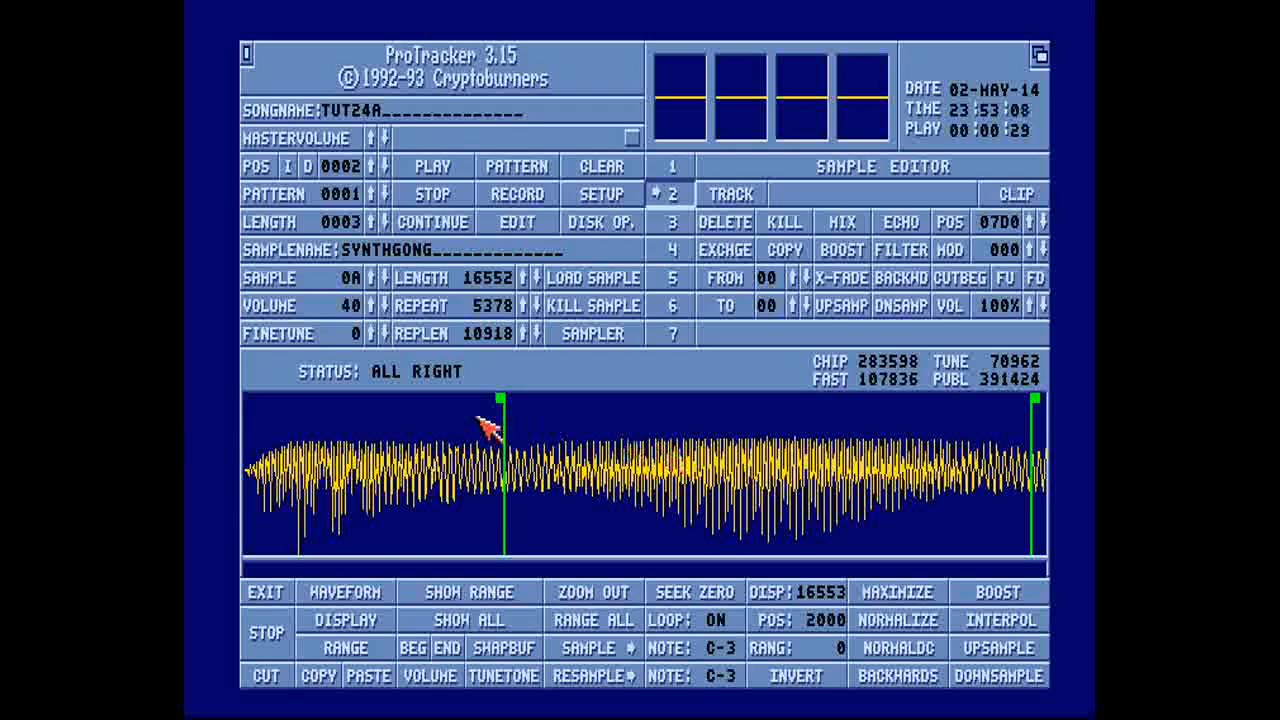 ProTracker 3.15
©1992-93 Cryptoburners
DATE 02-MAY-14
TIME 23:53:08
PLAY 00:00:29
SONGNAME:TUT24A______________
MASTERVOLUME
POS I D 0002 PLAY PATTERN CLEAR 1 SAMPLE EDITOR
PATTERN 0001 STOP RECORD SETUP 2 TRACK CLIP
LENGTH 0003 CONTINUE EDIT DISK OP. 3 DELETE KILL MIX ECHO POS 07D0
SAMPLENAME:SYNTHGONG_____________ 4 EXCHGE COPY BOOST FILTER MOD 000
SAMPLE 0A LENGTH 16552 LOAD SAMPLE 5 FROM 00 X-FADE BACKWD CUTBEG FU FD
VOLUME 40 REPEAT 5378 KILL SAMPLE 6 TO 00 UPSAMP DNSAMP VOL 100%
FINETUNE 0 REPLEN 10918 SAMPLER 7
STATUS: ALL RIGHT
CHIP 283598 TUNE 70962
FAST 107836 PUBL 391424
EXIT WAVEFORM SHOW RANGE ZOOM OUT SEEK ZERO DISP:16553 MAXIMIZE BOOST
DISPLAY SHOW ALL RANGE ALL LOOP: ON POS: 2000 NORMALIZE INTERPOL
STOP
RANGE BEG END SWAPBUF SAMPLE NOTE: C-3 RANG: 0 NORMALDC UPSAMPLE
CUT COPY PASTE VOLUME TUNETONE RESAMPLE NOTE: C-3 INVERT BACKWARDS DOWNSAMPLE